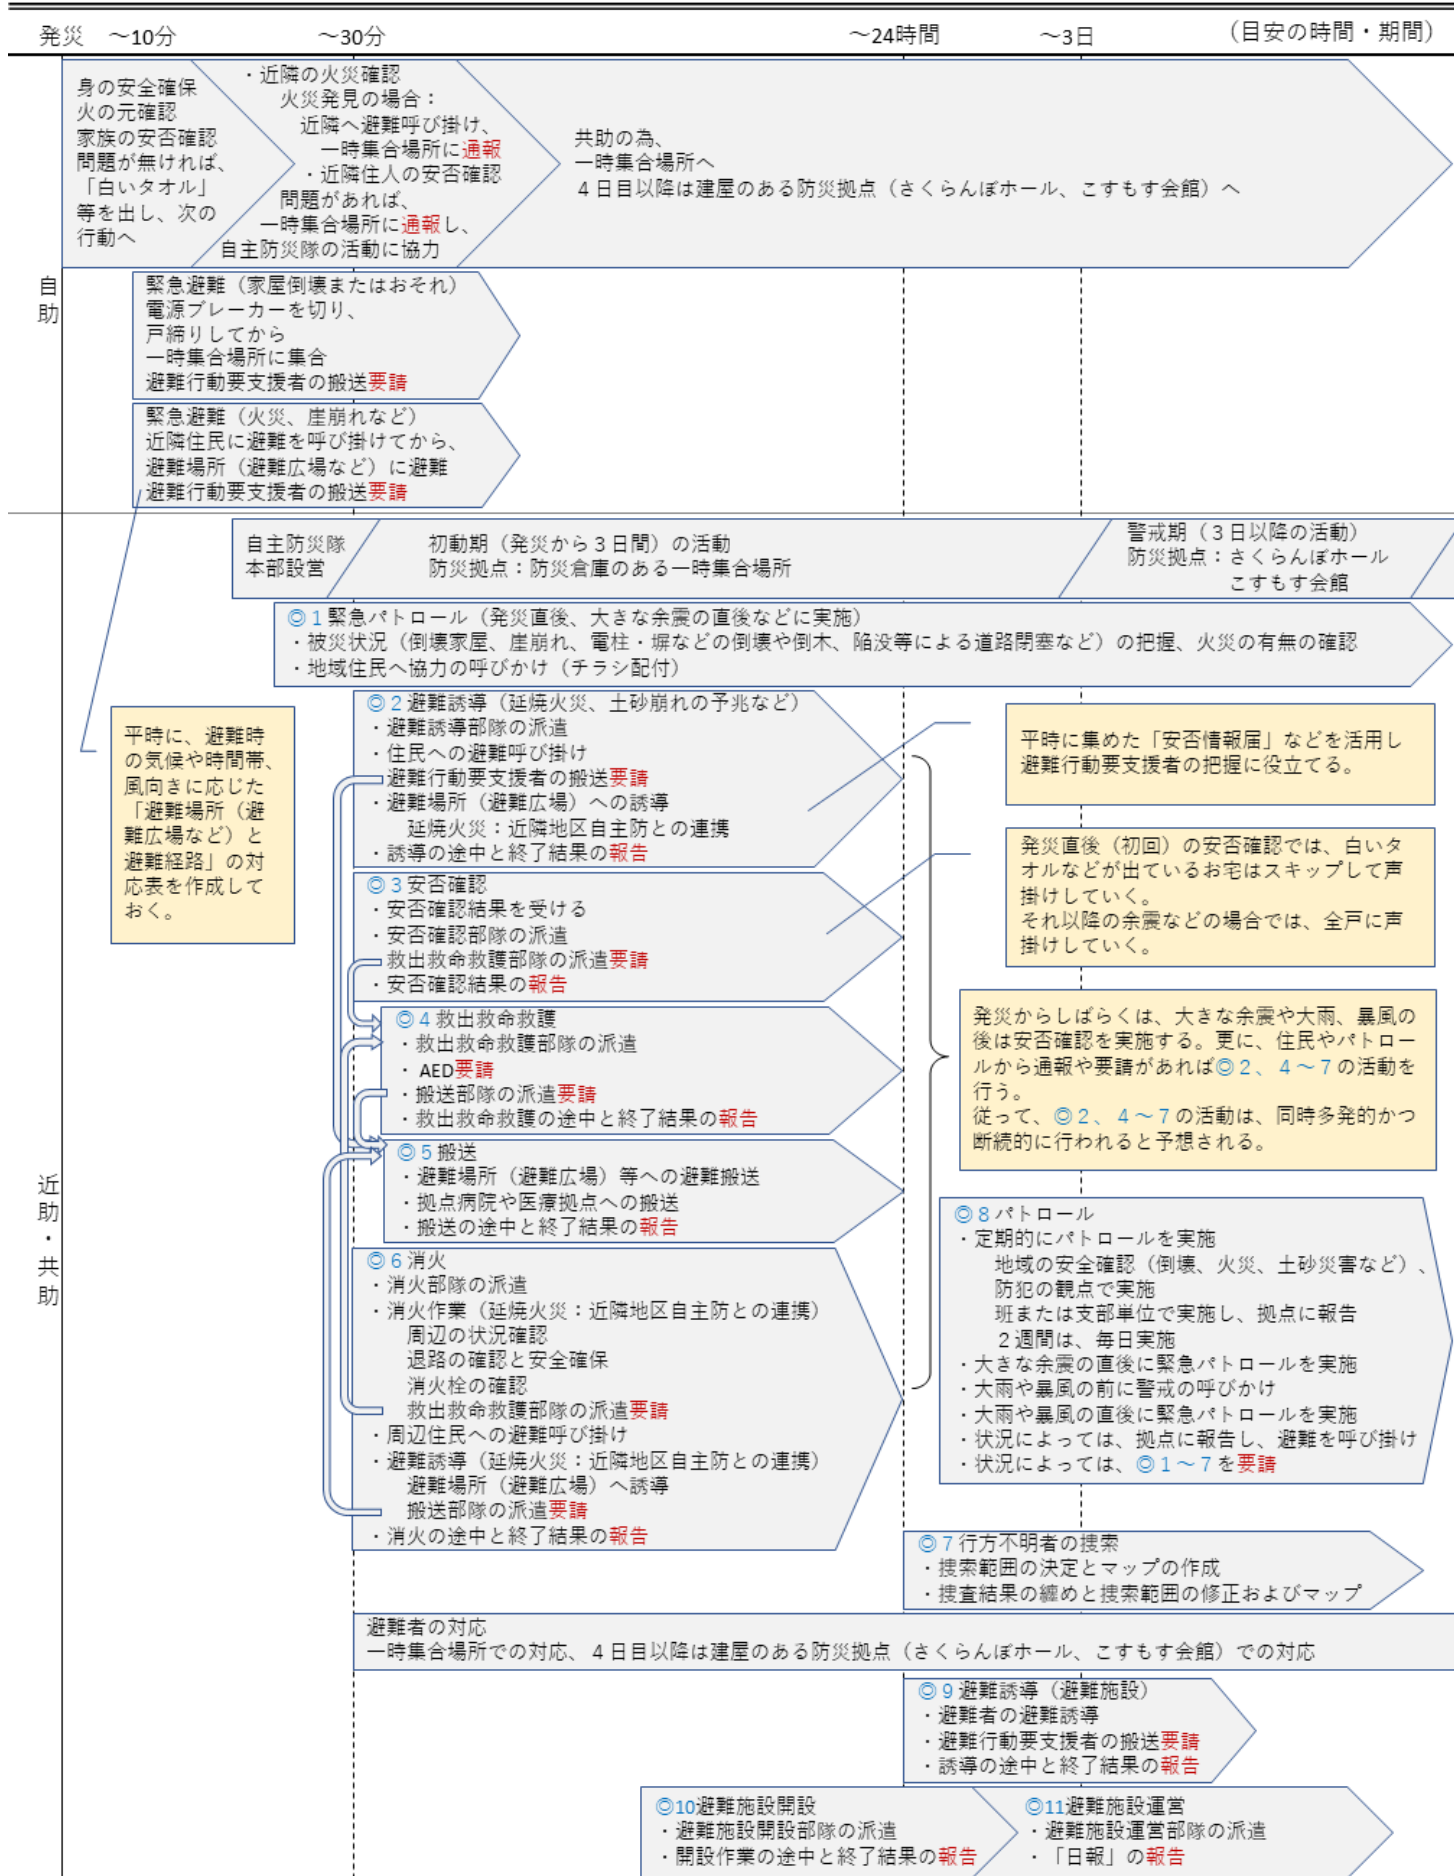 発災 ～10分 ～30分 ～24時間 ～3日 （目安の時間・期間）
身の安全確保
火の元確認
家族の安否確認
問題が無ければ、
「白いタオル」
等を出し、次の
行動へ
・近隣の火災確認
火災発見の場合：
近隣へ避難呼び掛け、
一時集合場所に通報
・近隣住人の安否確認
問題があれば、
一時集合場所に通報し、
自主防災隊の活動に協力
共助の為、
一時集合場所へ
４日目以降は建屋のある防災拠点（さくらんぼホール、こすもす会館）へ
自助
緊急避難（家屋倒壊またはおそれ）
電源ブレーカーを切り、
戸締りしてから
一時集合場所に集合
避難行動要支援者の搬送要請
緊急避難（火災、崖崩れなど）
近隣住民に避難を呼び掛けてから、
避難場所（避難広場など）に避難
避難行動要支援者の搬送要請
自主防災隊
本部設営
初動期（発災から３日間）の活動
防災拠点：防災倉庫のある一時集合場所
警戒期（３日以降の活動）
防災拠点：さくらんぼホール
こすもす会館
◎１緊急パトロール（発災直後、大きな余震の直後などに実施）
・被災状況（倒壊家屋、崖崩れ、電柱・塀などの倒壊や倒木、陥没等による道路閉塞など）の把握、火災の有無の確認
・地域住民へ協力の呼びかけ（チラシ配付）
平時に、避難時
の気候や時間帯、
風向きに応じた
「避難場所（避
難広場など）と
避難経路」の対
応表を作成して
おく。
◎２避難誘導（延焼火災、土砂崩れの予兆など）
・避難誘導部隊の派遣
・住民への避難呼び掛け
避難行動要支援者の搬送要請
・避難場所（避難広場）への誘導
延焼火災：近隣地区自主防との連携
・誘導の途中と終了結果の報告
平時に集めた「安否情報届」などを活用し
避難行動要支援者の把握に役立てる。
◎３安否確認
・安否確認結果を受ける
・安否確認部隊の派遣
救出救命救護部隊の派遣要請
・安否確認結果の報告
発災直後（初回）の安否確認では、白いタ
オルなどが出ているお宅はスキップして声
掛けしていく。
それ以降の余震などの場合では、全戸に声
掛けしていく。
◎４救出救命救護
・救出救命救護部隊の派遣
・AED要請
・搬送部隊の派遣要請
・救出救命救護の途中と終了結果の報告
発災からしばらくは、大きな余震や大雨、暴風の
後は安否確認を実施する。更に、住民やパトロー
ルから通報や要請があれば◎２、４～７の活動を
行う。
従って、◎２、４～７の活動は、同時多発的かつ
断続的に行われると予想される。
近助・共助
◎５搬送
・避難場所（避難広場）等への避難搬送
・拠点病院や医療拠点への搬送
・搬送の途中と終了結果の報告
◎６消火
・消火部隊の派遣
・消火作業（延焼火災：近隣地区自主防との連携）
周辺の状況確認
退路の確認と安全確保
消火栓の確認
救出救命救護部隊の派遣要請
・周辺住民への避難呼び掛け
・避難誘導（延焼火災：近隣地区自主防との連携）
避難場所（避難広場）へ誘導
搬送部隊の派遣要請
・消火の途中と終了結果の報告
◎８パトロール
・定期的にパトロールを実施
地域の安全確認（倒壊、火災、土砂災害など）、
防犯の観点で実施
班または支部単位で実施し、拠点に報告
２週間は、毎日実施
・大きな余震の直後に緊急パトロールを実施
・大雨や暴風の前に警戒の呼びかけ
・大雨や暴風の直後に緊急パトロールを実施
・状況によっては、拠点に報告し、避難を呼び掛け
・状況によっては、◎１～７を要請
◎７行方不明者の捜索
・捜索範囲の決定とマップの作成
・捜査結果の纏めと捜索範囲の修正およびマップ
避難者の対応
一時集合場所での対応、４日目以降は建屋のある防災拠点（さくらんぼホール、こすもす会館）での対応
◎９避難誘導（避難施設）
・避難者の避難誘導
・避難行動要支援者の搬送要請
・誘導の途中と終了結果の報告
◎10避難施設開設
・避難施設開設部隊の派遣
・開設作業の途中と終了結果の報告
◎11避難施設運営
・避難施設運営部隊の派遣
・「日報」の報告